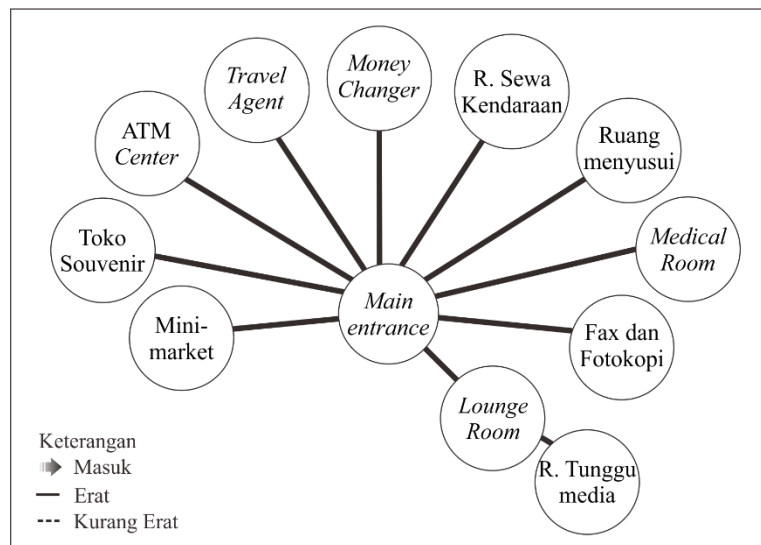 Travel
Agent
Money
Changer
R. Sewa
Kendaraan
ATM
Center
Ruang
menyusui
Toko
Souvenir
Medical
Room
Main
entrance
Mini-
market
Fax dan
Fotokopi
Lounge
Room
R. Tunggu
media
Keterangan
Masuk
Erat
Kurang Erat